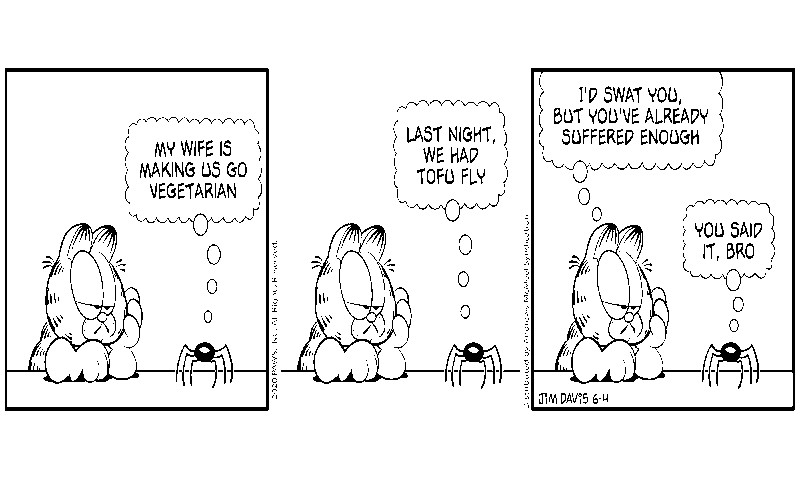 MY WIFE IS
MAKING US GO
VEGETARIAN
LAST NIGHT,
WE HAD
TOFU FLY
I'D SWAT YOU,
BUT YOU'VE ALREADY
SUFFERED ENOUGH
YOU SAID
IT, BRO
JIM DAVIS 6-4